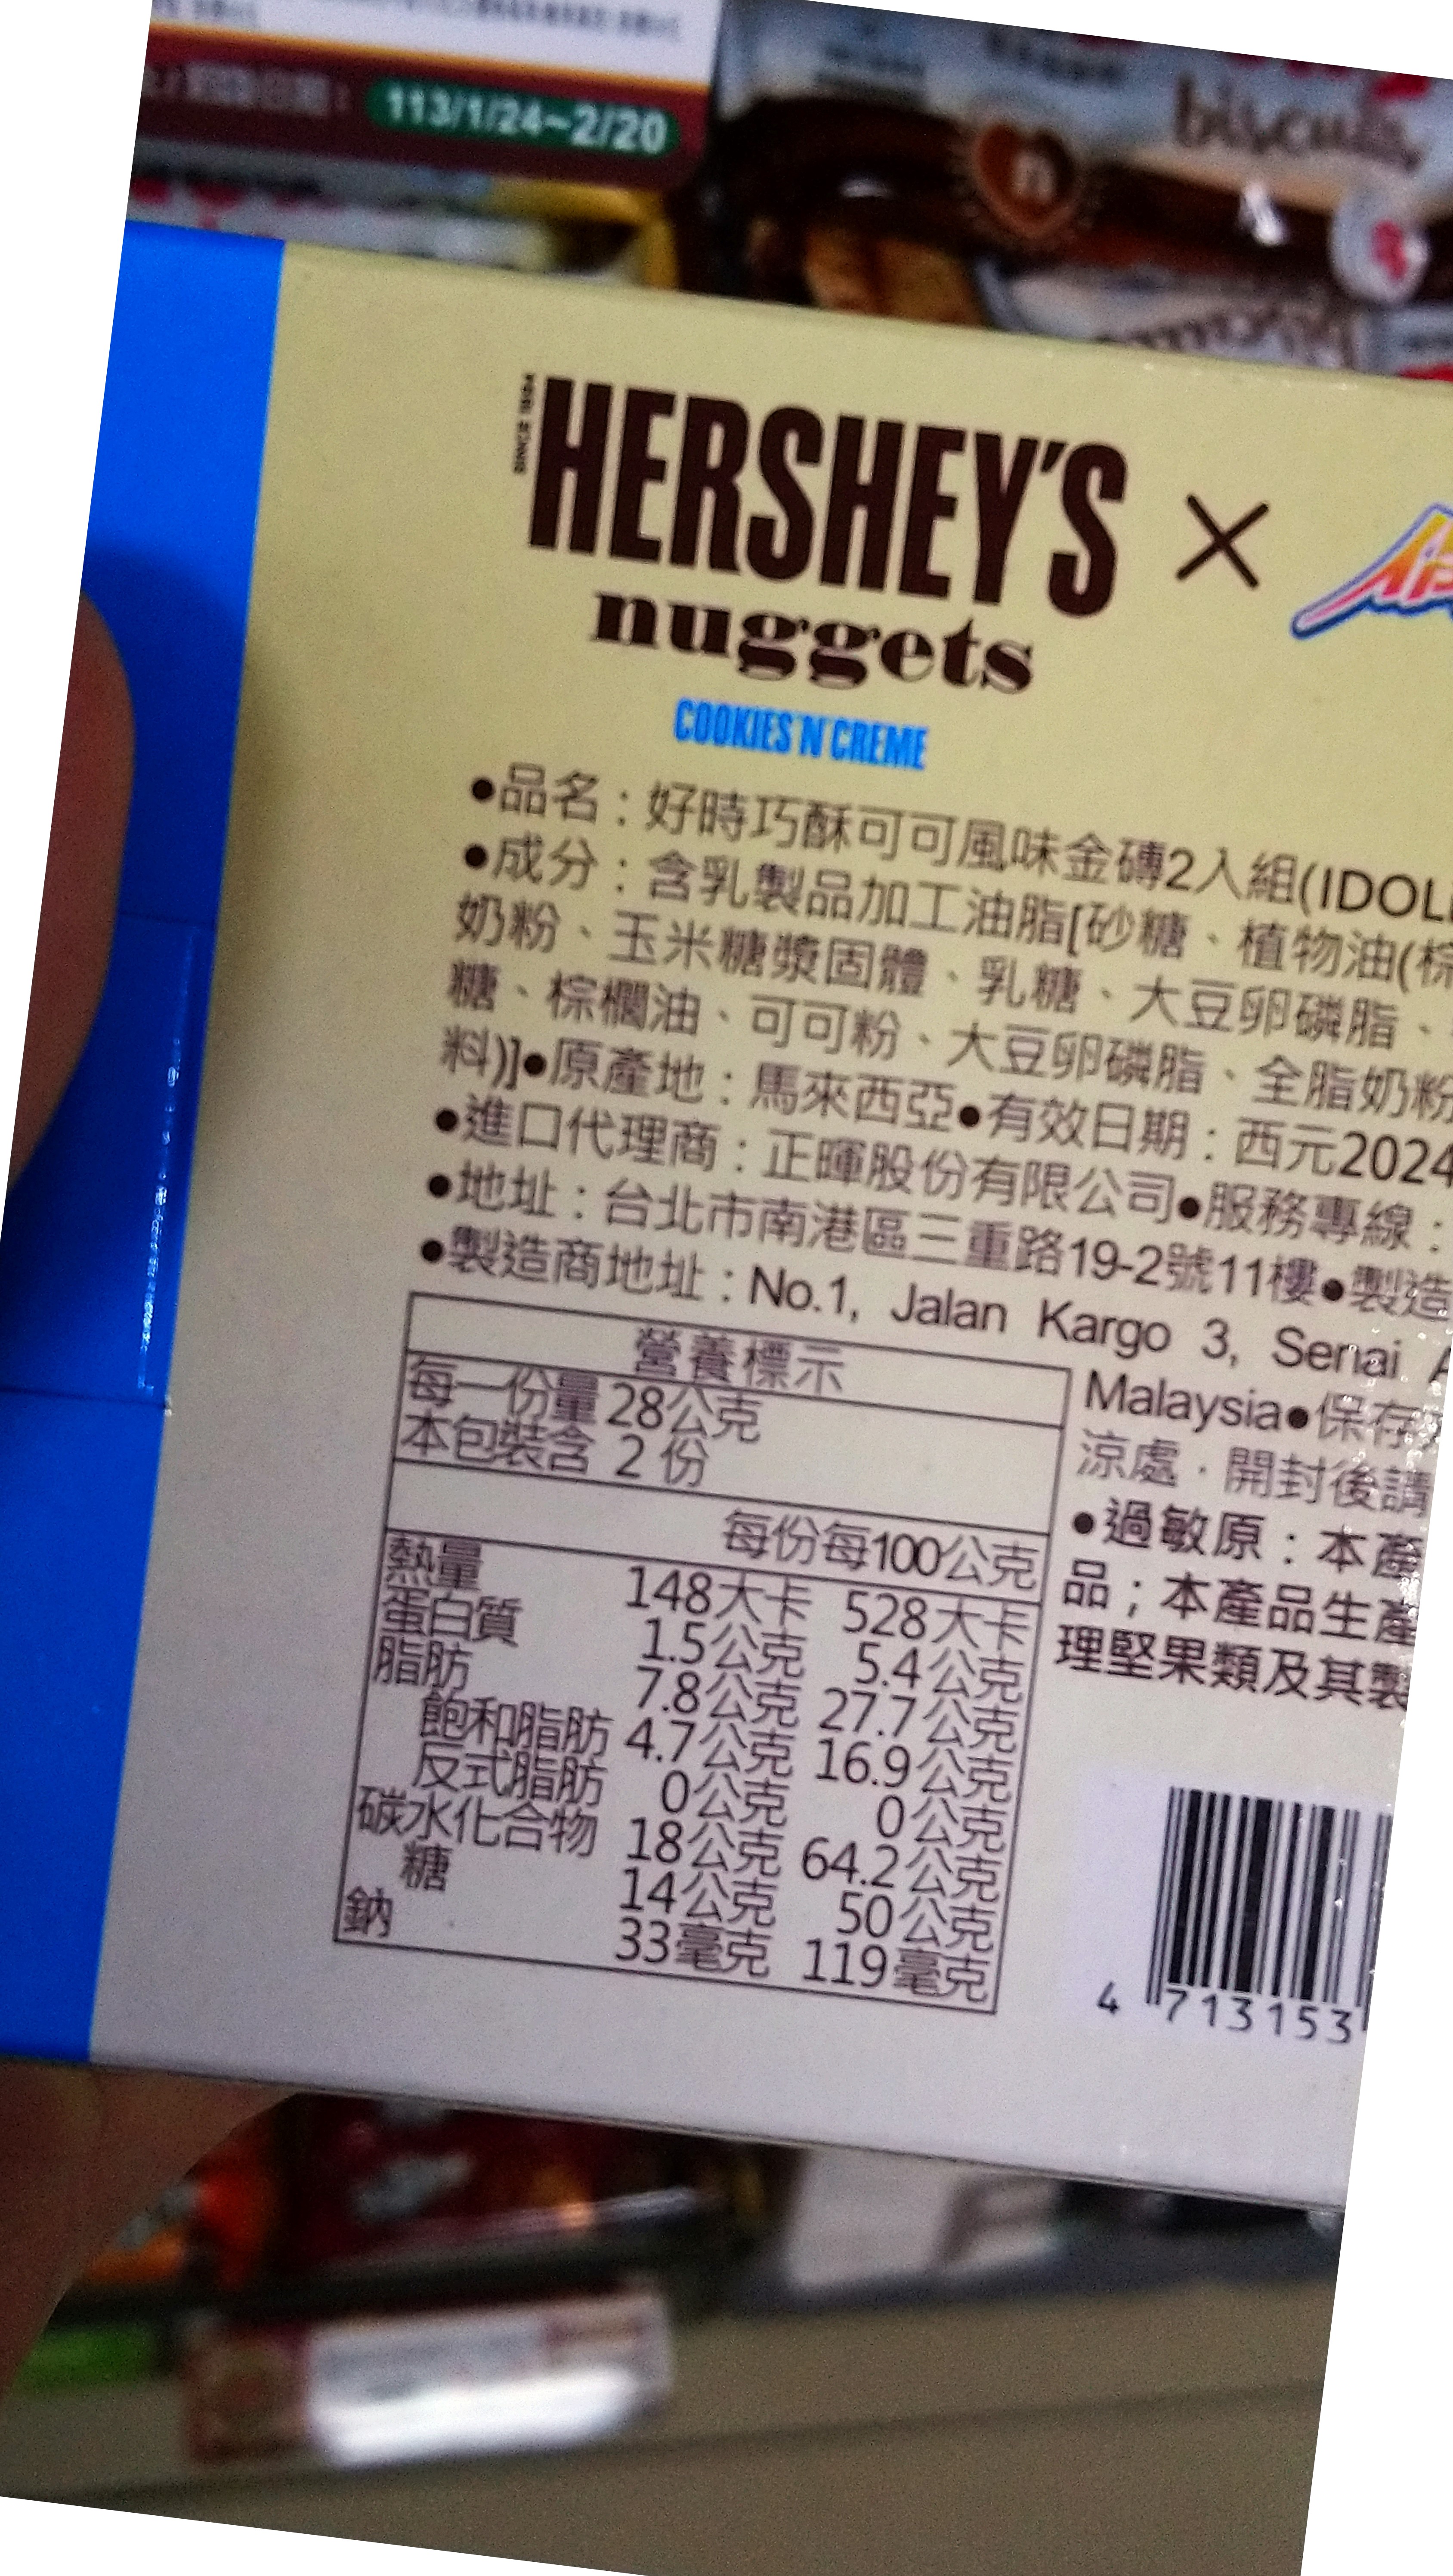 113/1/24~2/20
biscuits
n
HERSHEY'S
nuggets
COOKIES'N'CREME
×
●品名：好時巧酥可可風味金磚2入組(IDOL
●成分：含乳製品加工油脂[砂糖、植物油(棕
奶粉、玉米糖漿固體、乳糖、大豆卵磷脂、
糖、棕櫚油、可可粉、大豆卵磷脂、全脂奶粉
料)]●原產地：馬來西亞●有效日期：西元2024
●進口代理商：正暉股份有限公司●服務專線：
●地址：台北市南港區三重路19-2號11樓●製造
●製造商地址：No.1, Jalan Kargo 3, Senai A
Malaysia●保存
涼處．開封後請
●過敏原：本產
品；本產品生產
理堅果類及其製
營養標示
每一份量 28公克
本包裝含 2 份
每份 每100公克
熱量 148大卡 528大卡
蛋白質 1.5公克 5.4公克
脂肪 7.8公克 27.7公克
飽和脂肪 4.7公克 16.9公克
反式脂肪 0公克 0公克
碳水化合物 18公克 64.2公克
糖 14公克 50公克
鈉 33毫克 119毫克
4 713153